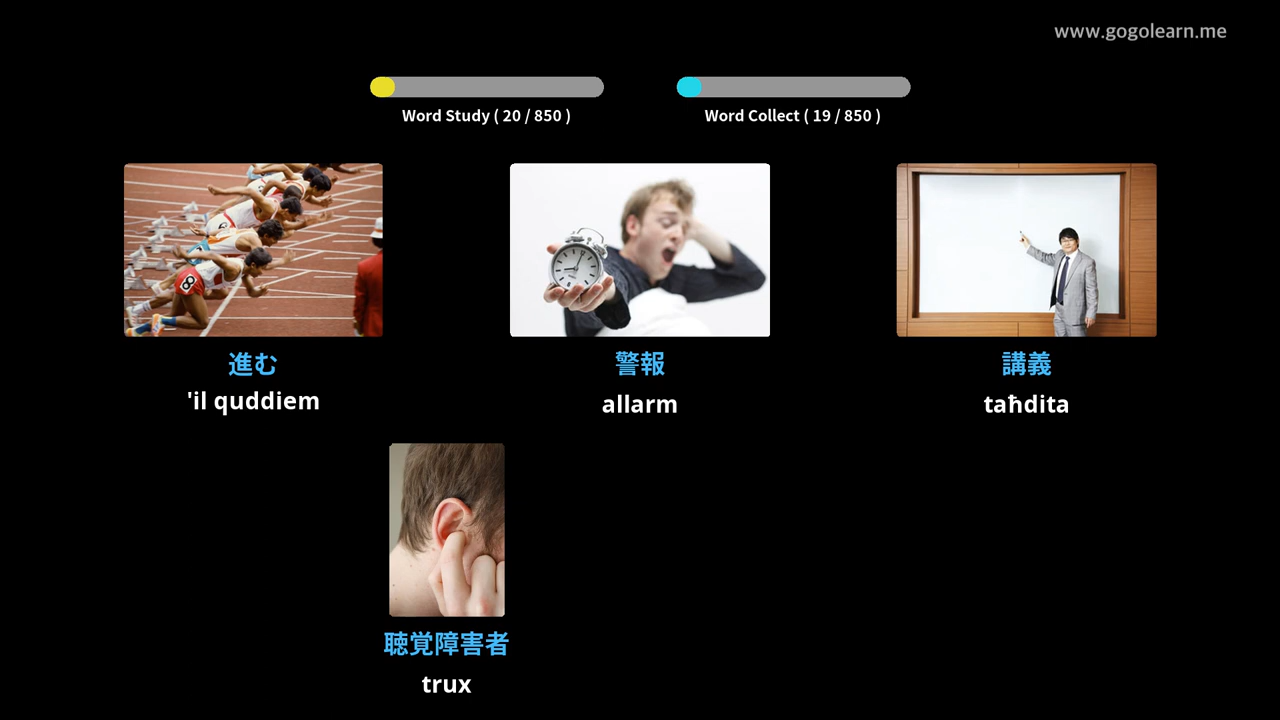 www.gogolearn.me
Word Study ( 20 / 850 )
Word Collect ( 19 / 850 )
進む
'il quddiem
警報
allarm
講義
taħdita
聴覚障害者
trux